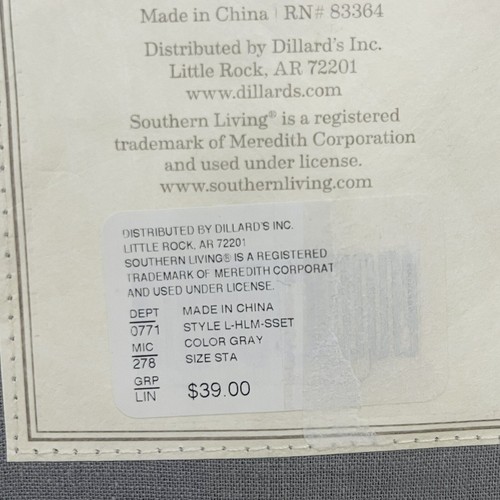 Made in China | RN# 83364
Distributed by Dillard's Inc.
Little Rock, AR 72201
www.dillards.com
Southern Living® is a registered
trademark of Meredith Corporation
and used under license.
www.southernliving.com
DISTRIBUTED BY DILLARD'S INC.
LITTLE ROCK, AR 72201
SOUTHERN LIVING® IS A REGISTERED
TRADEMARK OF MEREDITH CORPORAT
AND USED UNDER LICENSE.
DEPT MADE IN CHINA
0771 STYLE L-HLM-SSET
MIC COLOR GRAY
278 SIZE STA
GRP
LIN $39.00